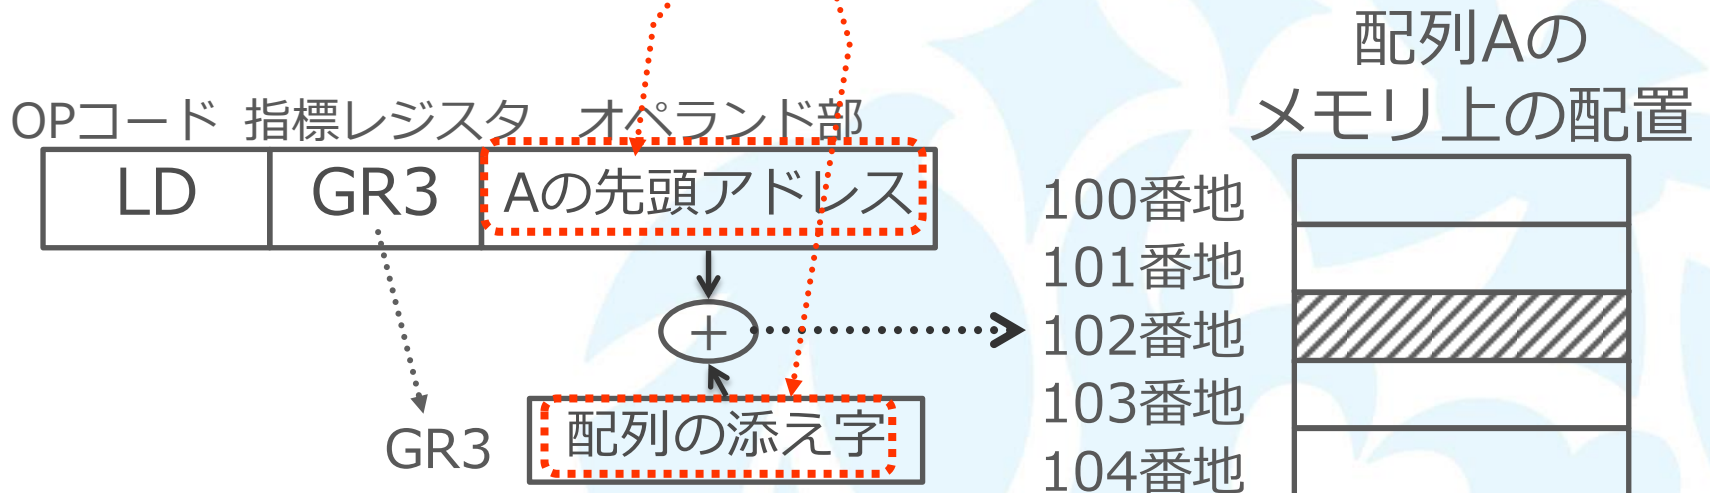 配列Aの
メモリ上の配置
OPコード 指標レジスタ オペランド部
LD GR3 Aの先頭アドレス
100番地
101番地
+
102番地
103番地
GR3 配列の添え字
104番地